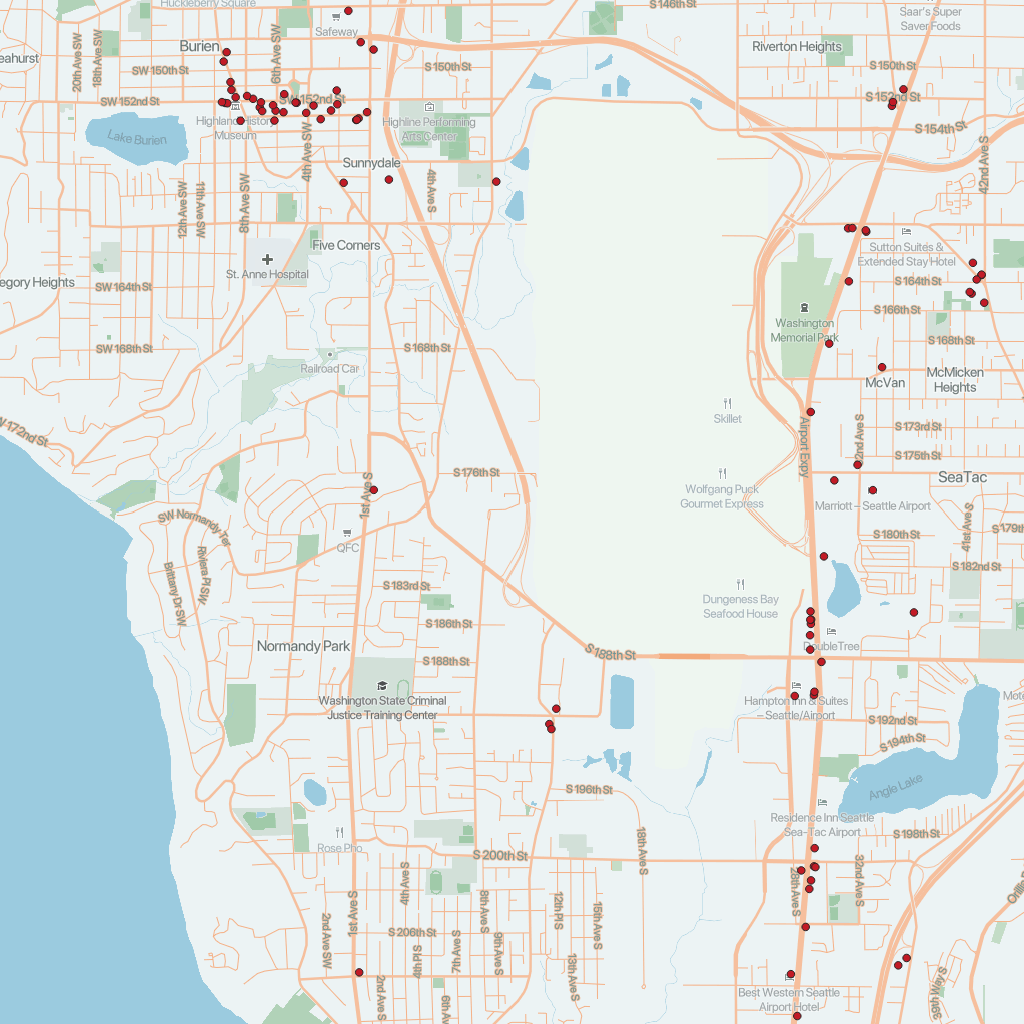 Huckleberry Square
S 146th St
Saar's Super
Saver Foods
Safeway
Burien
Riverton Heights
20th Ave SW
18th Ave SW
6th Ave SW
SW 150th St
S 150th St
S 150th St
SW 152nd St
SW 152nd St
S 152nd St
Museum
Highline Performing
Arts Center
S 154th St
Lake Burien
4th Ave SW
42nd Ave S
Sunnydale
12th Ave SW
11th Ave SW
8th Ave SW
4th Ave S
Five Corners
St. Anne Hospital
Sutton Suites &
Extended Stay Hotel
egory Heights
SW 164th St
S 164th St
S 166th St
Washington
Memorial Park
SW 168th St
S 168th St
S 168th St
Railroad Car
McVan
McMicken
Heights
Skillet
W 172nd St
Airport Expy
S 173rd St
S 175th St
S 176th St
SeaTac
1st Ave S
Wolfgang Puck
Gourmet Express
Marriott - Seattle Airport
SW Normandy Ter
QFC
S 180th St
41st Ave S
S 179th
S 182nd St
Riviera Pl SW
Brittany Dr SW
S 183rd St
Dungeness Bay
Seafood House
S 186th St
DoubleTree
Normandy Park
S 188th St
S 188th St
Washington State Criminal
Justice Training Center
Hampton Inn & Suites
Seattle/Airport
S 192nd St
S 194th St
S 196th St
Angle Lake
Residence Inn Seattle
Sea-Tac Airport
Rose Pho
18th Ave S
S 198th St
S 200th St
4th Ave S
28th Ave S
32nd Ave S
1st Ave S
2nd Ave SW
8th Ave S
12th Pl S
15th Ave S
S 206th St
4th Pl S
7th Ave S
9th Ave S
13th Ave S
2nd Ave S
6th Ave S
36th Way S
Best Western Seattle
Airport Hotel